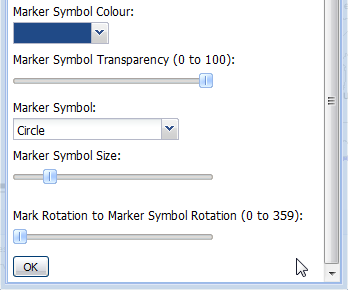 Marker Symbol Colour:
Marker Symbol Transparency (0 to 100):
Marker Symbol:
Circle
Marker Symbol Size:
Mark Rotation to Marker Symbol Rotation (0 to 359):
OK